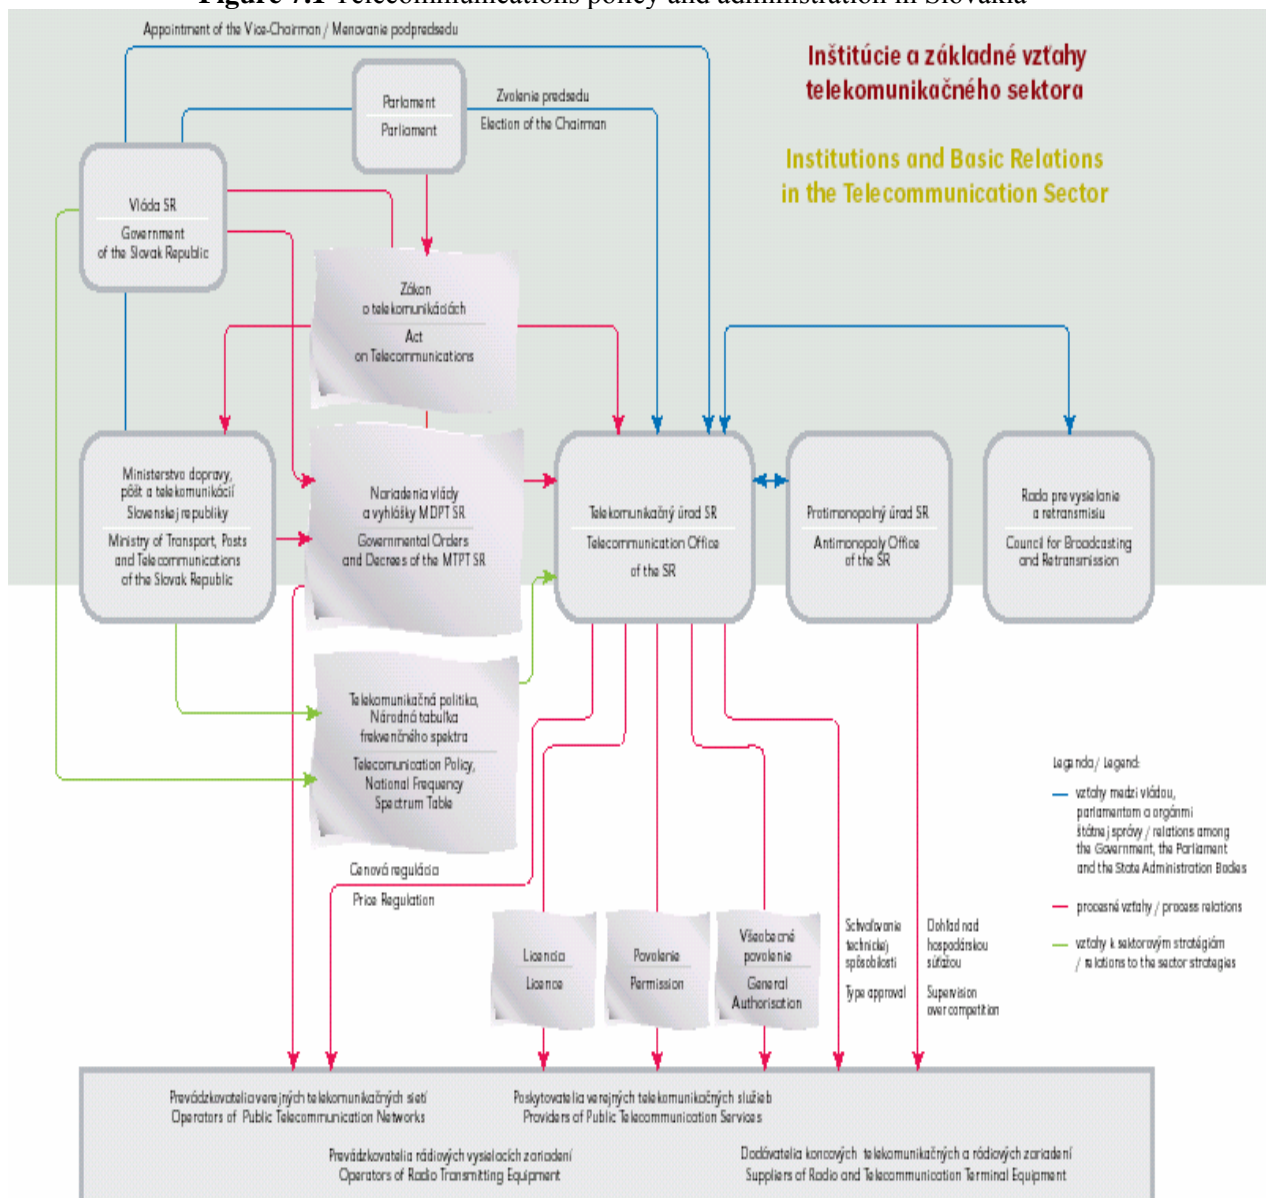 Figure 7.1 Telecommunications policy and administration in Slovakia
Appointment of the Vice-Chairman / Menovanie podpredsedu
Inštitúcie a základné vzťahy
telekomunikačného sektora
Institutions and Basic Relations
in the Telecommunication Sector
Parlament
Parliament
Zvolenie predsedu
Election of the Chairman
Vláda SR
Government
of the Slovak Republic
Zákon
o telekomunikáciách
Act
on Telecommunications
Ministerstvo dopravy,
pôšt a telekomunikácií
Slovenskej republiky
Ministry of Transport, Posts
and Telecommunications
of the Slovak Republic
Nariadenia vlády
a vyhlášky MDPT SR
Governmental Orders
and Decrees of the MTPT SR
Telekomunikačný úrad SR
Telecommunication Office
of the SR
Protimonopolný úrad SR
Antimonopoly Office
of the SR
Rada pre vysielanie
a retransmisiu
Council for Broadcasting
and Retransmission
Telekomunikačná politika,
Národná tabuľka
frekvenčného spektra
Telecomunication Policy,
National Frequency
Spectrum Table
Cenová regulácia
Price Regulation
Licencia
Licence
Povolenie
Permission
Všeobecné
povolenie
General
Authorisation
Schvaľovanie
technickej
spôsobilosti
Type approval
Dohľad nad
hospodárskou
súťažou
Supervision
over competition
Legenda / Legend:
vzťahy medzi vládou,
parlamentom a orgánmi
štátnej správy / relations among
the Government, the Parliament
and the State Administration Bodies
procesné vzťahy / process relations
vzťahy k sektorovým stratégiám
/ relations to the sector strategies
Prevádzkovatelia verejných telekomunikačných sietí
Operators of Public Telecommunication Networks
Poskytovatelia verejných telekomunikačných služieb
Providers of Public Telecommunication Services
Prevádzkovatelia rádiových vysielacích zariadení
Operators of Radio Transmitting Equipment
Dodávatelia koncových telekomunikačných a rádiových zariadení
Suppliers of Radio and Telecommunication Terminal Equipment